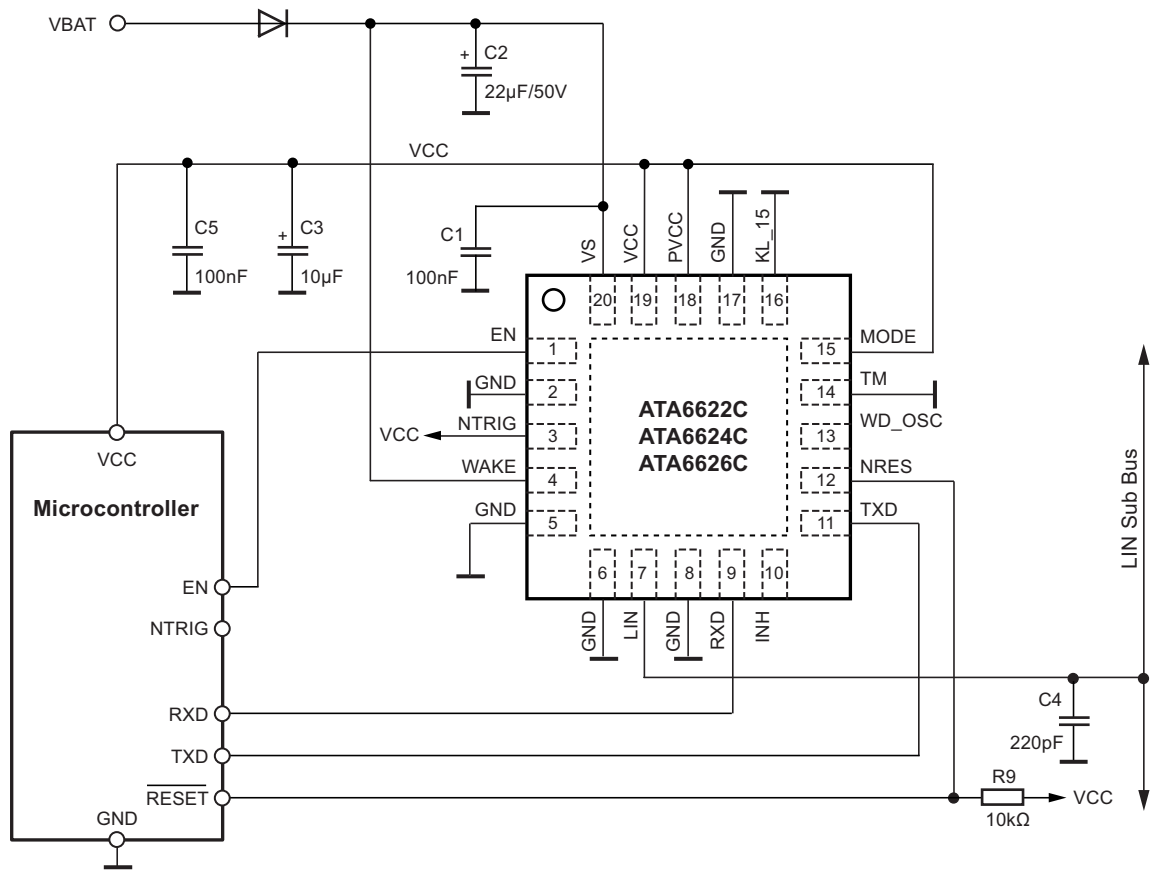 VBAT
+
C2
22µF/50V
VCC
C5
100nF
+
C3
10µF
C1
100nF
VS
VCC
PVCC
GND
KL_15
20
19
18
17
16
EN
1
GND
2
VCC
NTRIG
3
WAKE
4
GND
5
ATA6622C
ATA6624C
ATA6626C
15
MODE
14
TM
13
WD_OSC
12
NRES
11
TXD
6
7
8
9
10
GND
LIN
GND
RXD
INH
VCC
Microcontroller
EN
NTRIG
RXD
TXD
RESET
GND
LIN Sub Bus
C4
220pF
R9
10kΩ
VCC